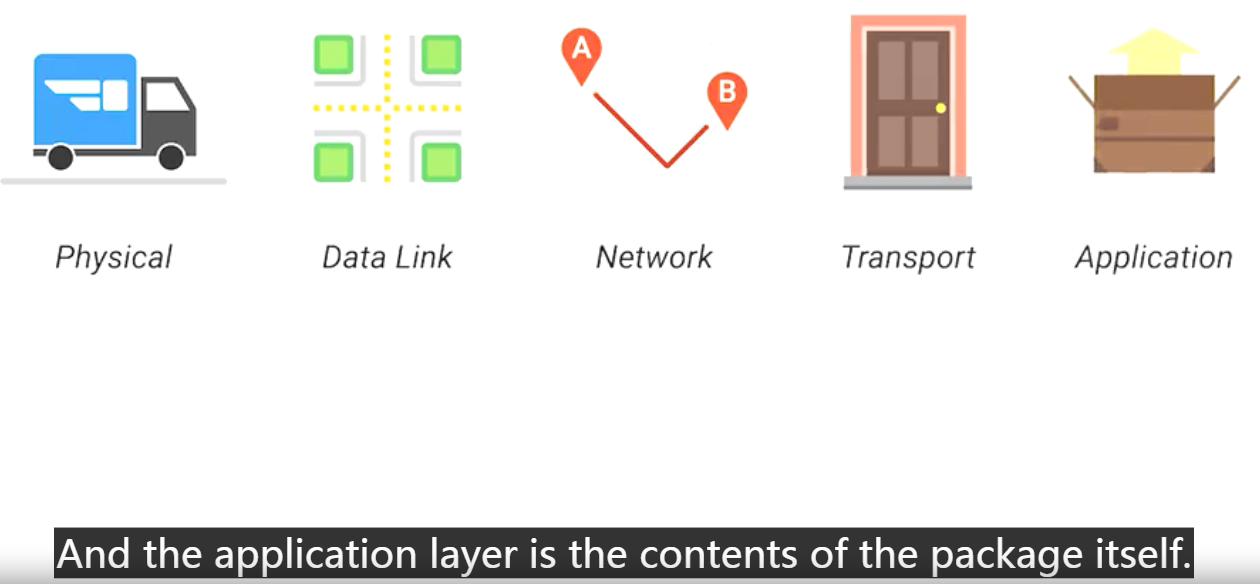 A
B
Physical
Data Link
Network
Transport
Application
And the application layer is the contents of the package itself.